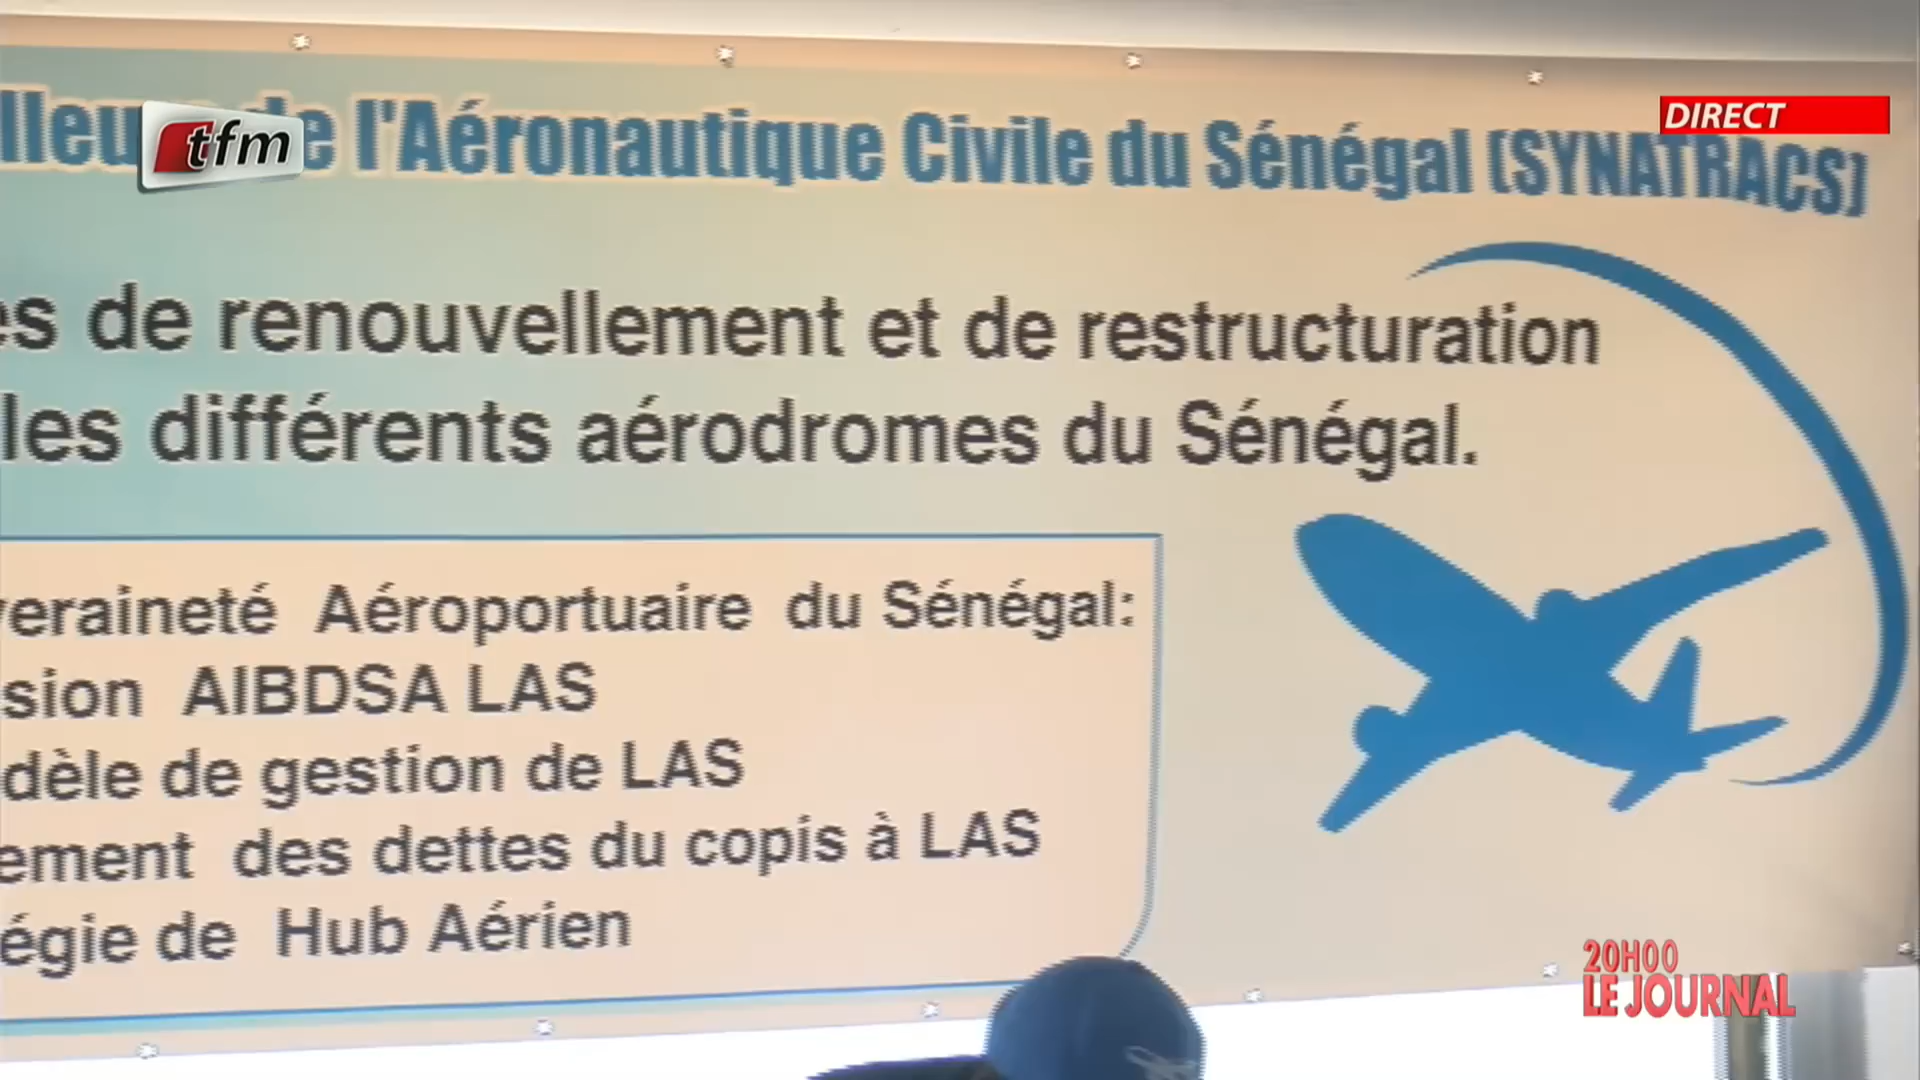 DIRECT
tfm
lleu de l'Aéronautique Civile du Sénégal (SYNATRACS)
es de renouvellement et de restructuration
les différents aérodromes du Sénégal.
veraineté Aéroportuaire du Sénégal:
sion AIBDSA LAS
dèle de gestion de LAS
ement des dettes du copis à LAS
égie de Hub Aérien
20H00
LE JOURNAL